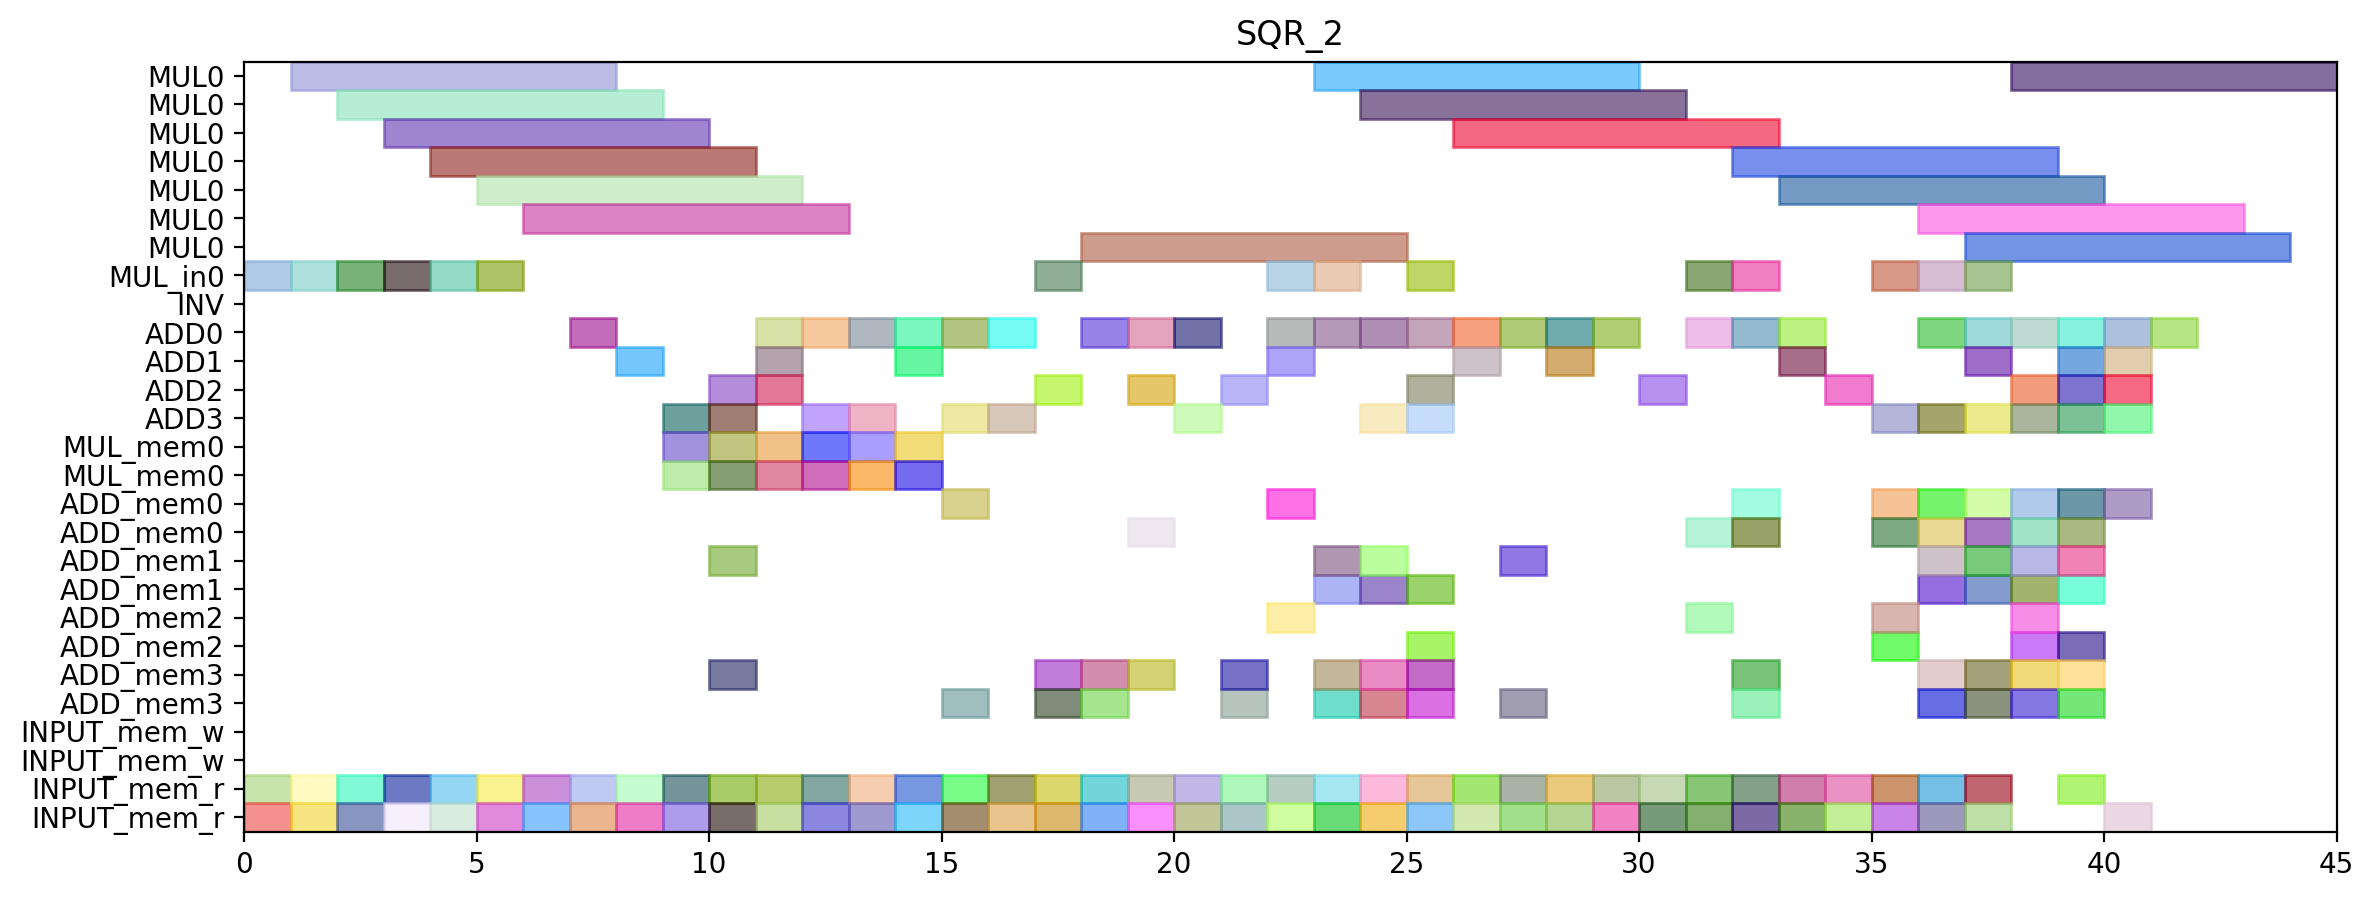 SQR_2
MUL0
MUL0
MUL0
MUL0
MUL0
MUL0
MUL0
MUL_in0
INV
ADD0
ADD1
ADD2
ADD3
MUL_mem0
MUL_mem0
ADD_mem0
ADD_mem0
ADD_mem1
ADD_mem1
ADD_mem2
ADD_mem2
ADD_mem3
ADD_mem3
INPUT_mem_w
INPUT_mem_w
INPUT_mem_r
INPUT_mem_r
0 5 10 15 20 25 30 35 40 45